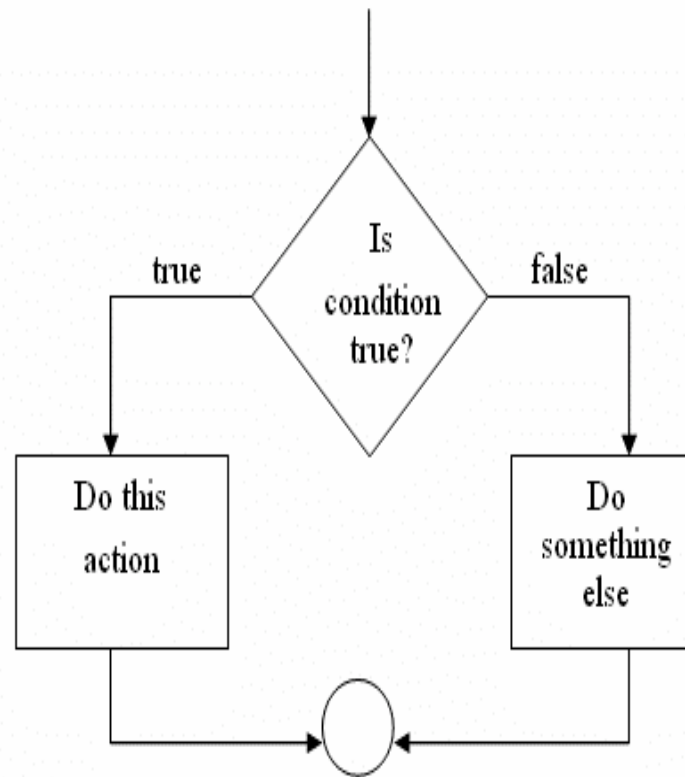 Is
condition
true?
true
false
Do this
action
Do
something
else